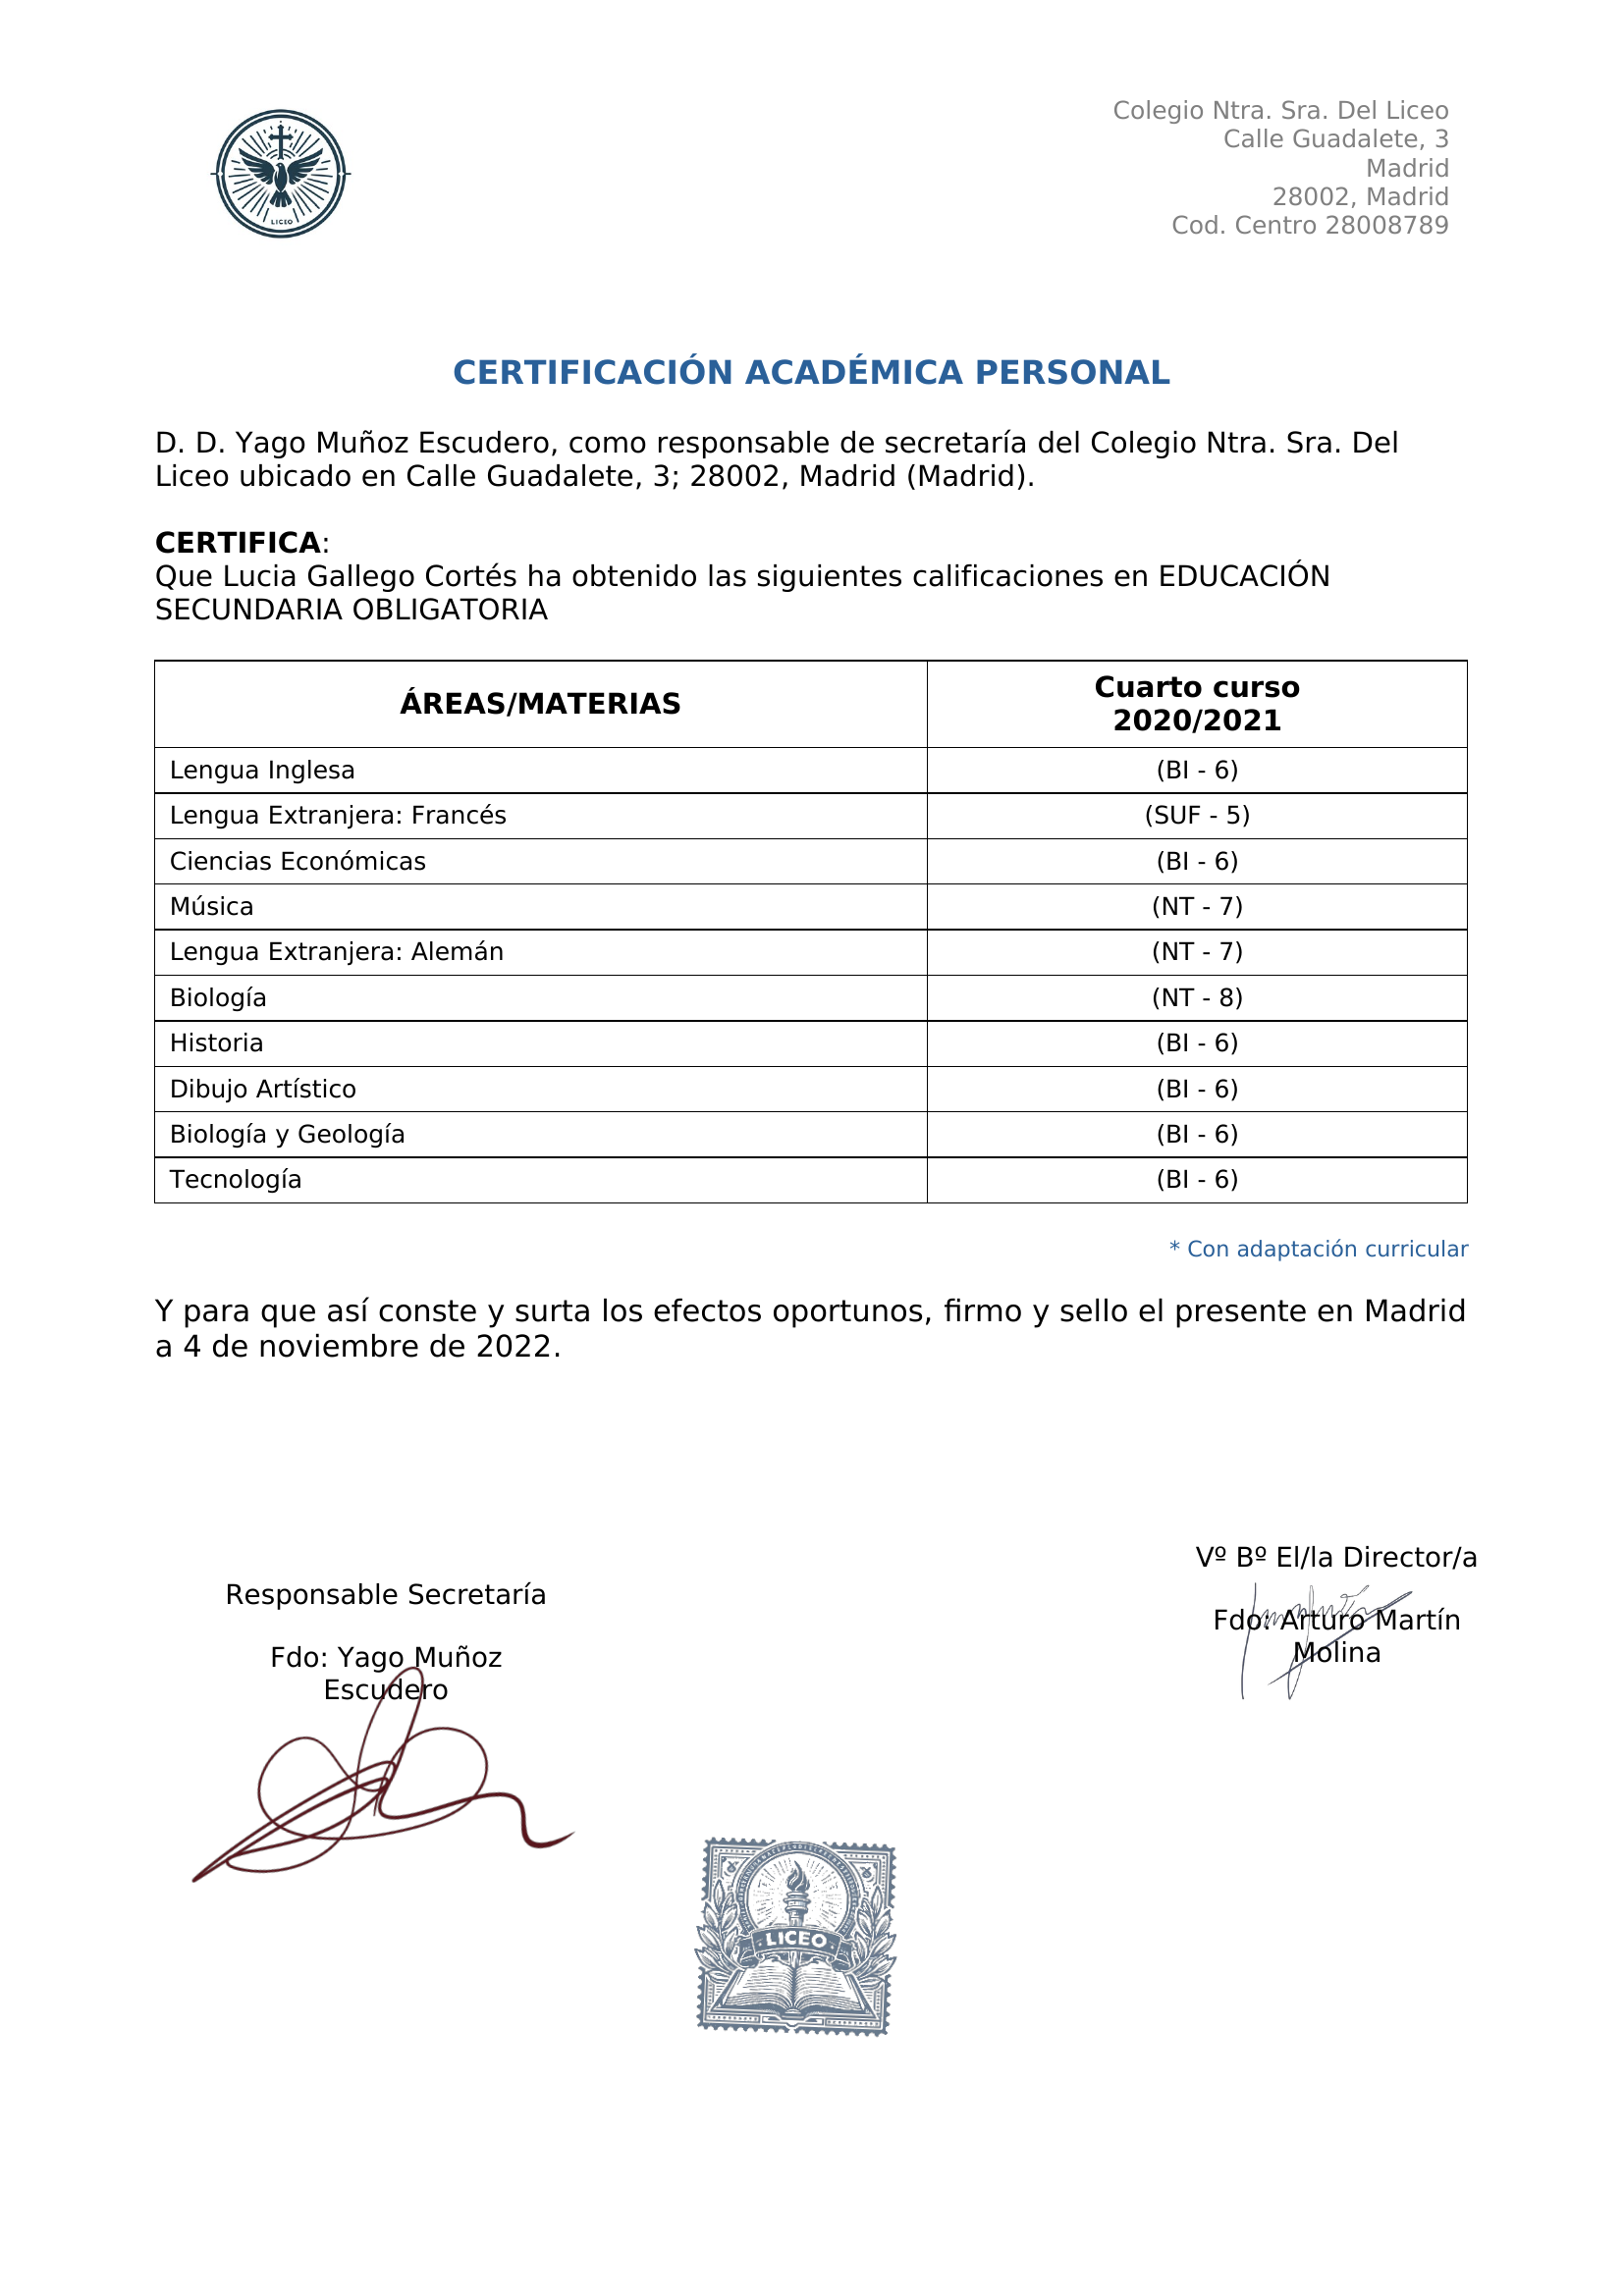 LICEO
Colegio Ntra. Sra. Del Liceo
Calle Guadalete, 3
Madrid
28002, Madrid
Cod. Centro 28008789
CERTIFICACIÓN ACADÉMICA PERSONAL
D. D. Yago Muñoz Escudero, como responsable de secretaría del Colegio Ntra. Sra. Del
Liceo ubicado en Calle Guadalete, 3; 28002, Madrid (Madrid).
CERTIFICA:
Que Lucia Gallego Cortés ha obtenido las siguientes calificaciones en EDUCACIÓN
SECUNDARIA OBLIGATORIA
ÁREAS/MATERIAS
Cuarto curso
2020/2021
Lengua Inglesa (BI - 6)
Lengua Extranjera: Francés (SUF - 5)
Ciencias Económicas (BI - 6)
Música (NT - 7)
Lengua Extranjera: Alemán (NT - 7)
Biología (NT - 8)
Historia (BI - 6)
Dibujo Artístico (BI - 6)
Biología y Geología (BI - 6)
Tecnología (BI - 6)
* Con adaptación curricular
Y para que así conste y surta los efectos oportunos, firmo y sello el presente en Madrid
a 4 de noviembre de 2022.
Vº Bº El/la Director/a
Fdo: Arturo Martín
Molina
Responsable Secretaría
Fdo: Yago Muñoz
Escudero
LICEO